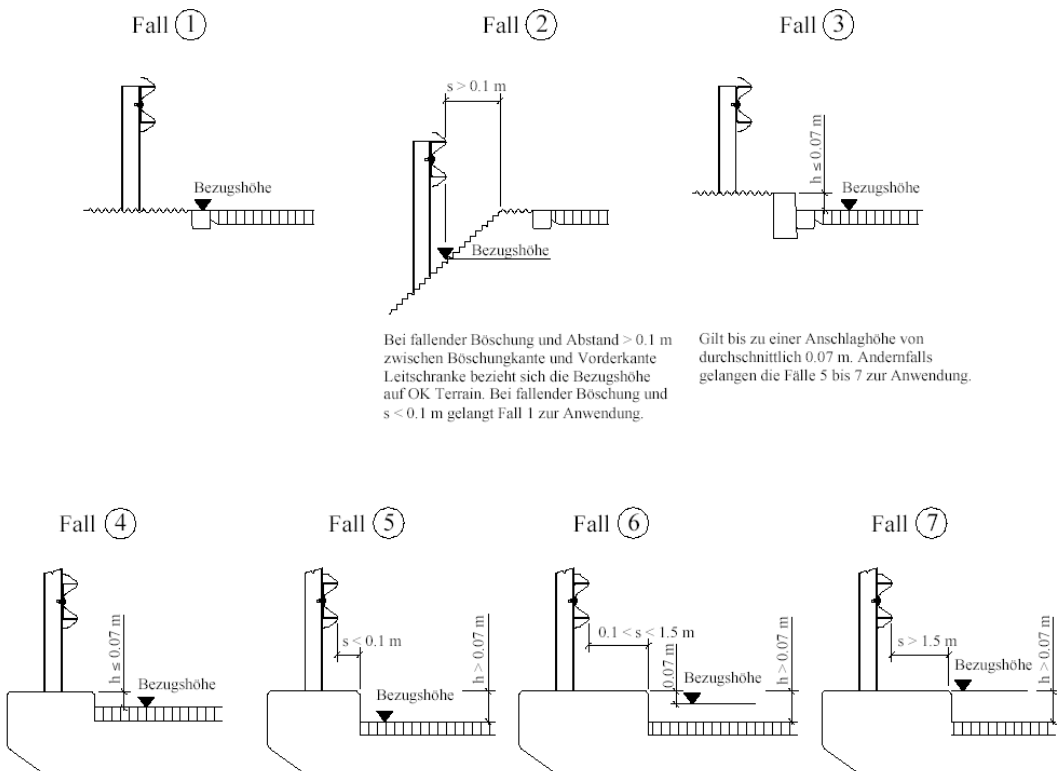 Fall 1
Fall 2
Fall 3
s > 0.1 m
h ≤ 0.07 m
Bezugshöhe
Bezugshöhe
Bezugshöhe
Bei fallender Böschung und Abstand > 0.1 m
zwischen Böschungkante und Vorderkante
Leitschranke bezieht sich die Bezugshöhe
auf OK Terrain. Bei fallender Böschung und
s < 0.1 m gelangt Fall 1 zur Anwendung.
Gilt bis zu einer Anschlaghöhe von
durchschnittlich 0.07 m. Andernfalls
gelangen die Fälle 5 bis 7 zur Anwendung.
Fall 4
Fall 5
Fall 6
Fall 7
h ≤ 0.07 m
Bezugshöhe
s < 0.1 m
h > 0.07 m
Bezugshöhe
0.1 < s < 1.5 m
0.07 m
h > 0.07 m
Bezugshöhe
s > 1.5 m
h > 0.07 m
Bezugshöhe